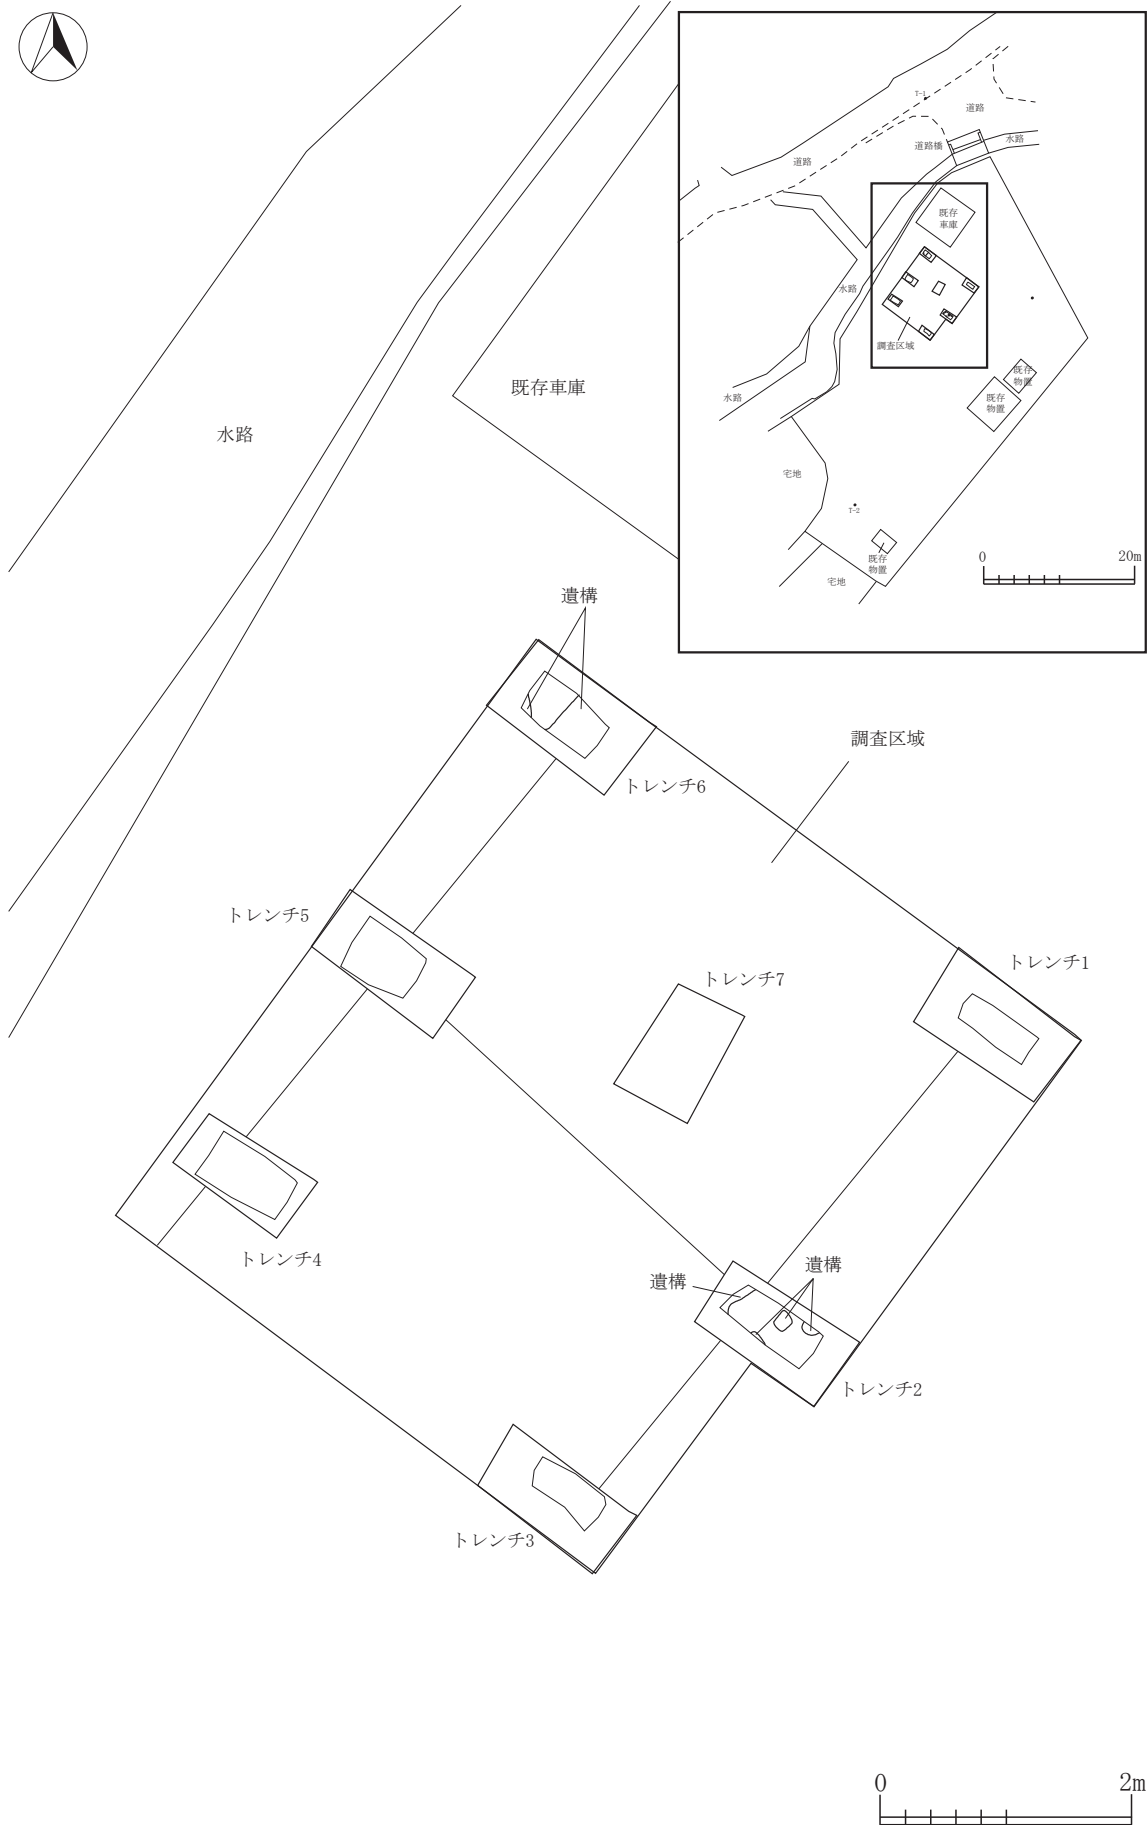 T-1
道路
道路橋
水路
道路
既存
車庫
水路
調査区域
既存
物置
既存
物置
水路
宅地
T-2
既存
物置
宅地
0
20m
既存車庫
水路
遺構
調査区域
トレンチ6
トレンチ5
トレンチ1
トレンチ7
トレンチ4
遺構
遺構
トレンチ2
トレンチ3
0
2m